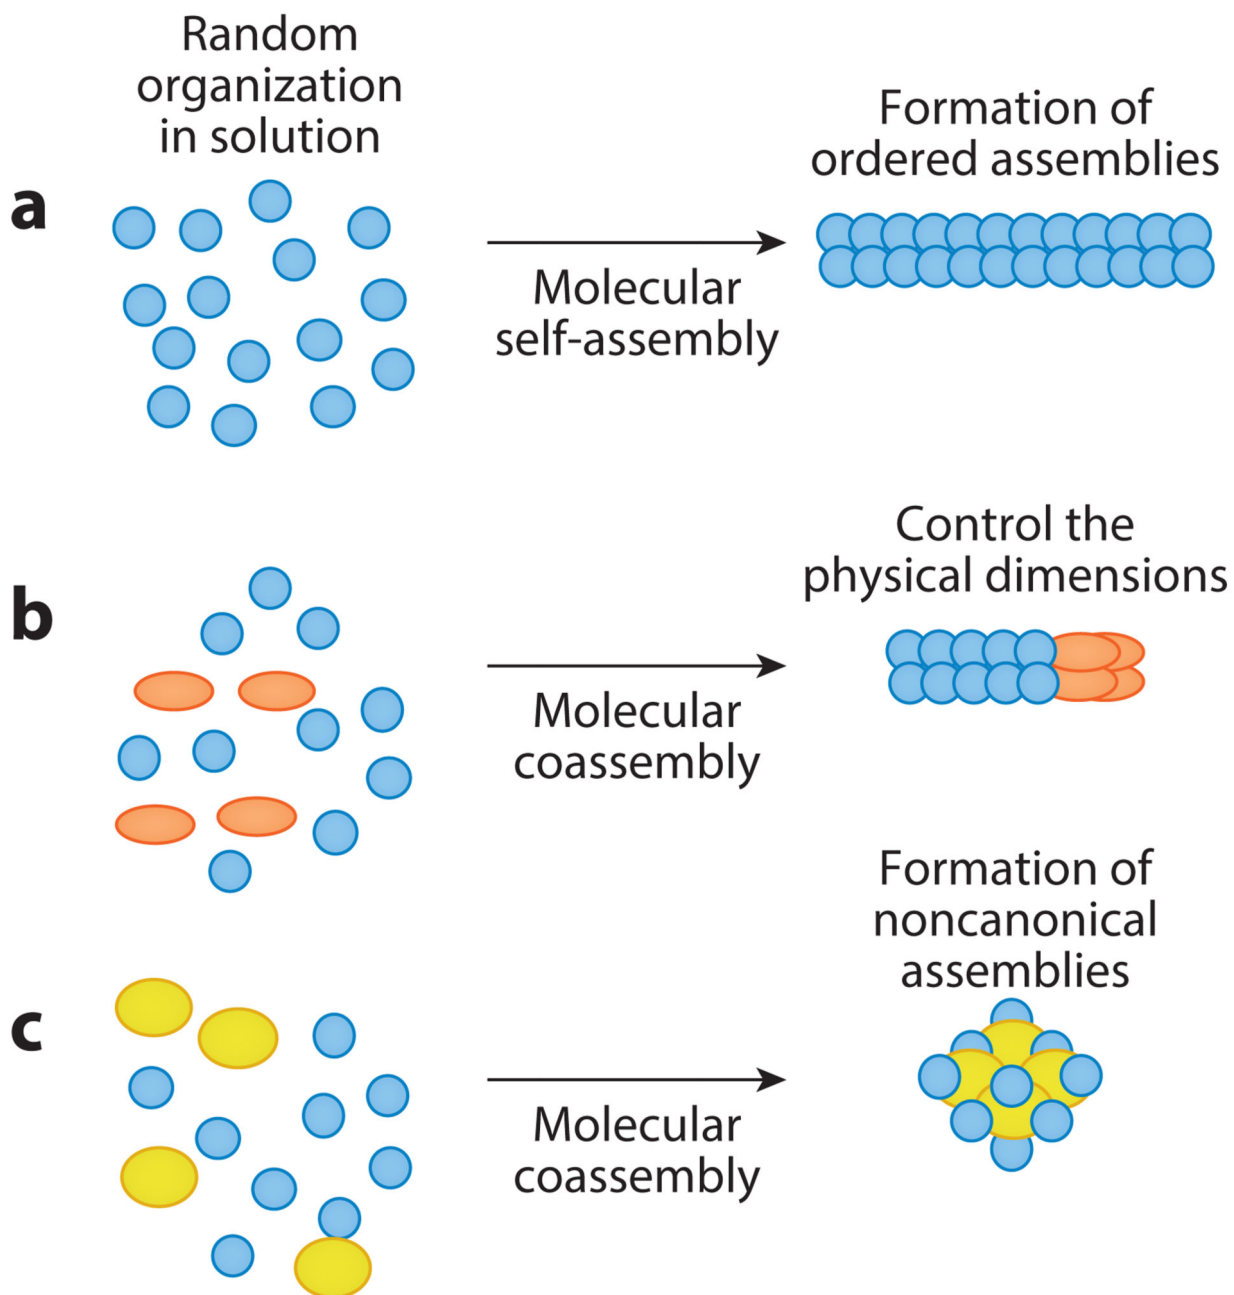 Random
organization
in solution
Formation of
ordered assemblies
a
Molecular
self-assembly
Control the
physical dimensions
b
Molecular
coassembly
Formation of
noncanonical
assemblies
c
Molecular
coassembly